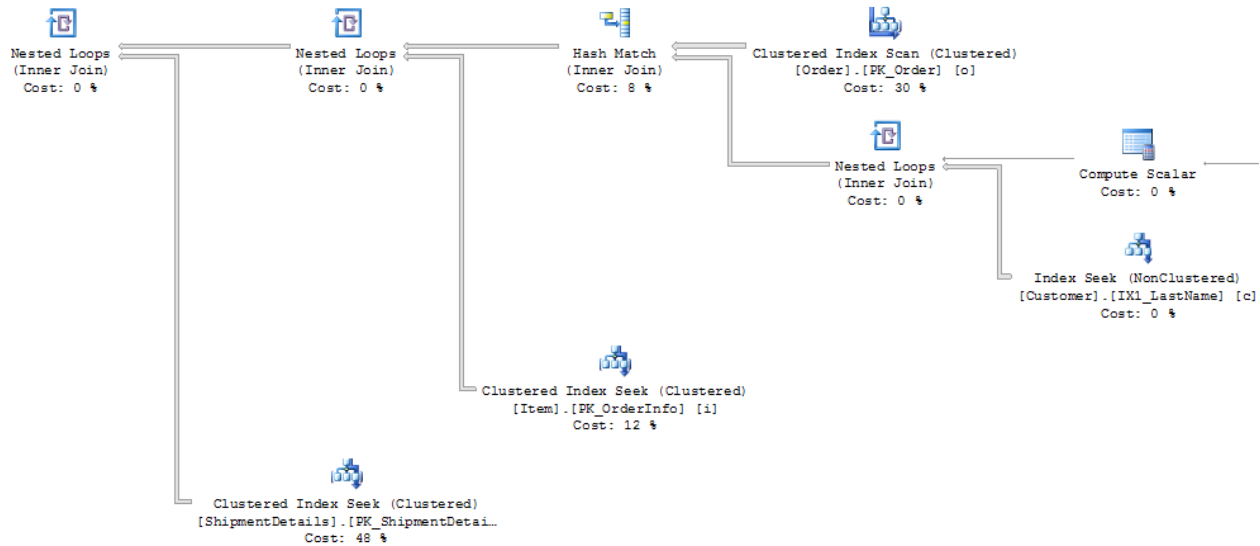 Nested Loops
(Inner Join)
Cost: 0 %
Nested Loops
(Inner Join)
Cost: 0 %
Hash Match
(Inner Join)
Cost: 8 %
Clustered Index Scan (Clustered)
[Order].[PK_Order] [o]
Cost: 30 %
Nested Loops
(Inner Join)
Cost: 0 %
Compute Scalar
Cost: 0 %
Index Seek (NonClustered)
[Customer].[IX1_LastName] [c]
Cost: 0 %
Clustered Index Seek (Clustered)
[Item].[PK_OrderInfo] [i]
Cost: 12 %
Clustered Index Seek (Clustered)
[ShipmentDetails].[PK_ShipmentDetai…
Cost: 48 %